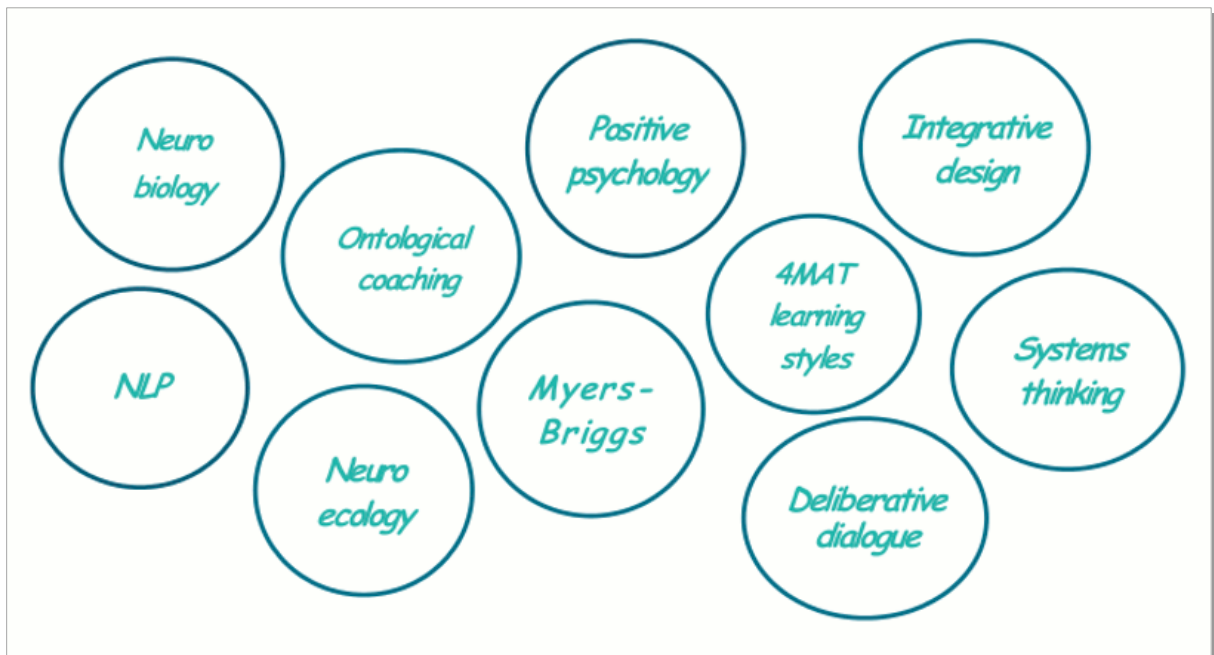 Neuro
biology
Ontological
coaching
Positive
psychology
Integrative
design
4MAT
learning
styles
Systems
thinking
NLP
Neuro
ecology
Myers-
Briggs
Deliberative
dialogue